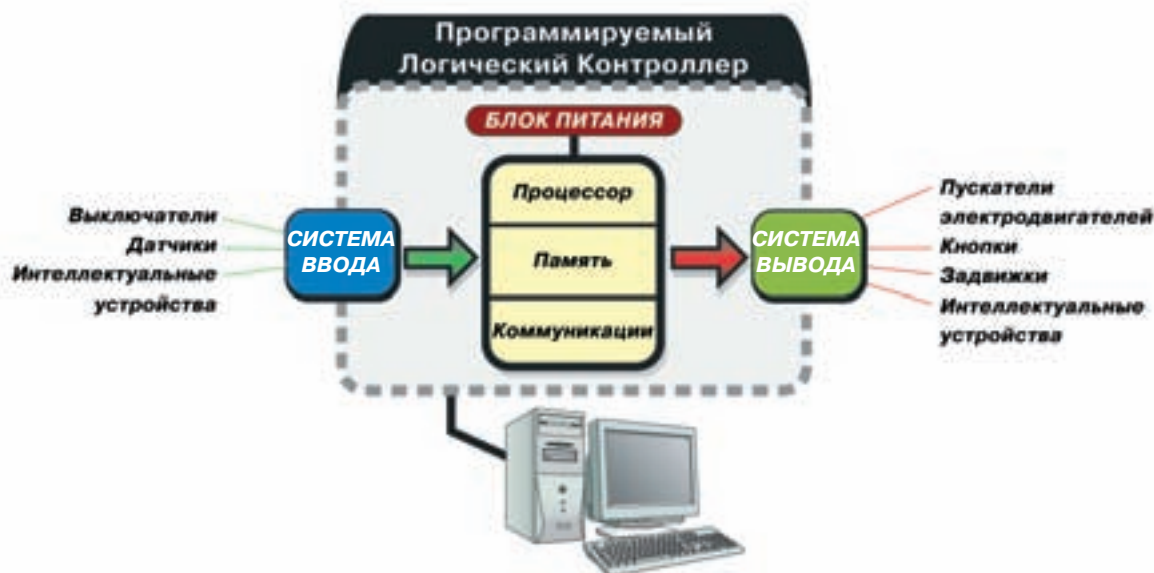 Программируемый
Логический Контроллер
БЛОК ПИТАНИЯ
Процессор
Память
Коммуникации
Выключатели
Датчики
Интеллектуальные
устройства
СИСТЕМА
ВВОДА
СИСТЕМА
ВЫВОДА
Пускатели
электродвигателей
Кнопки
Задвижки
Интеллектуальные
устройства